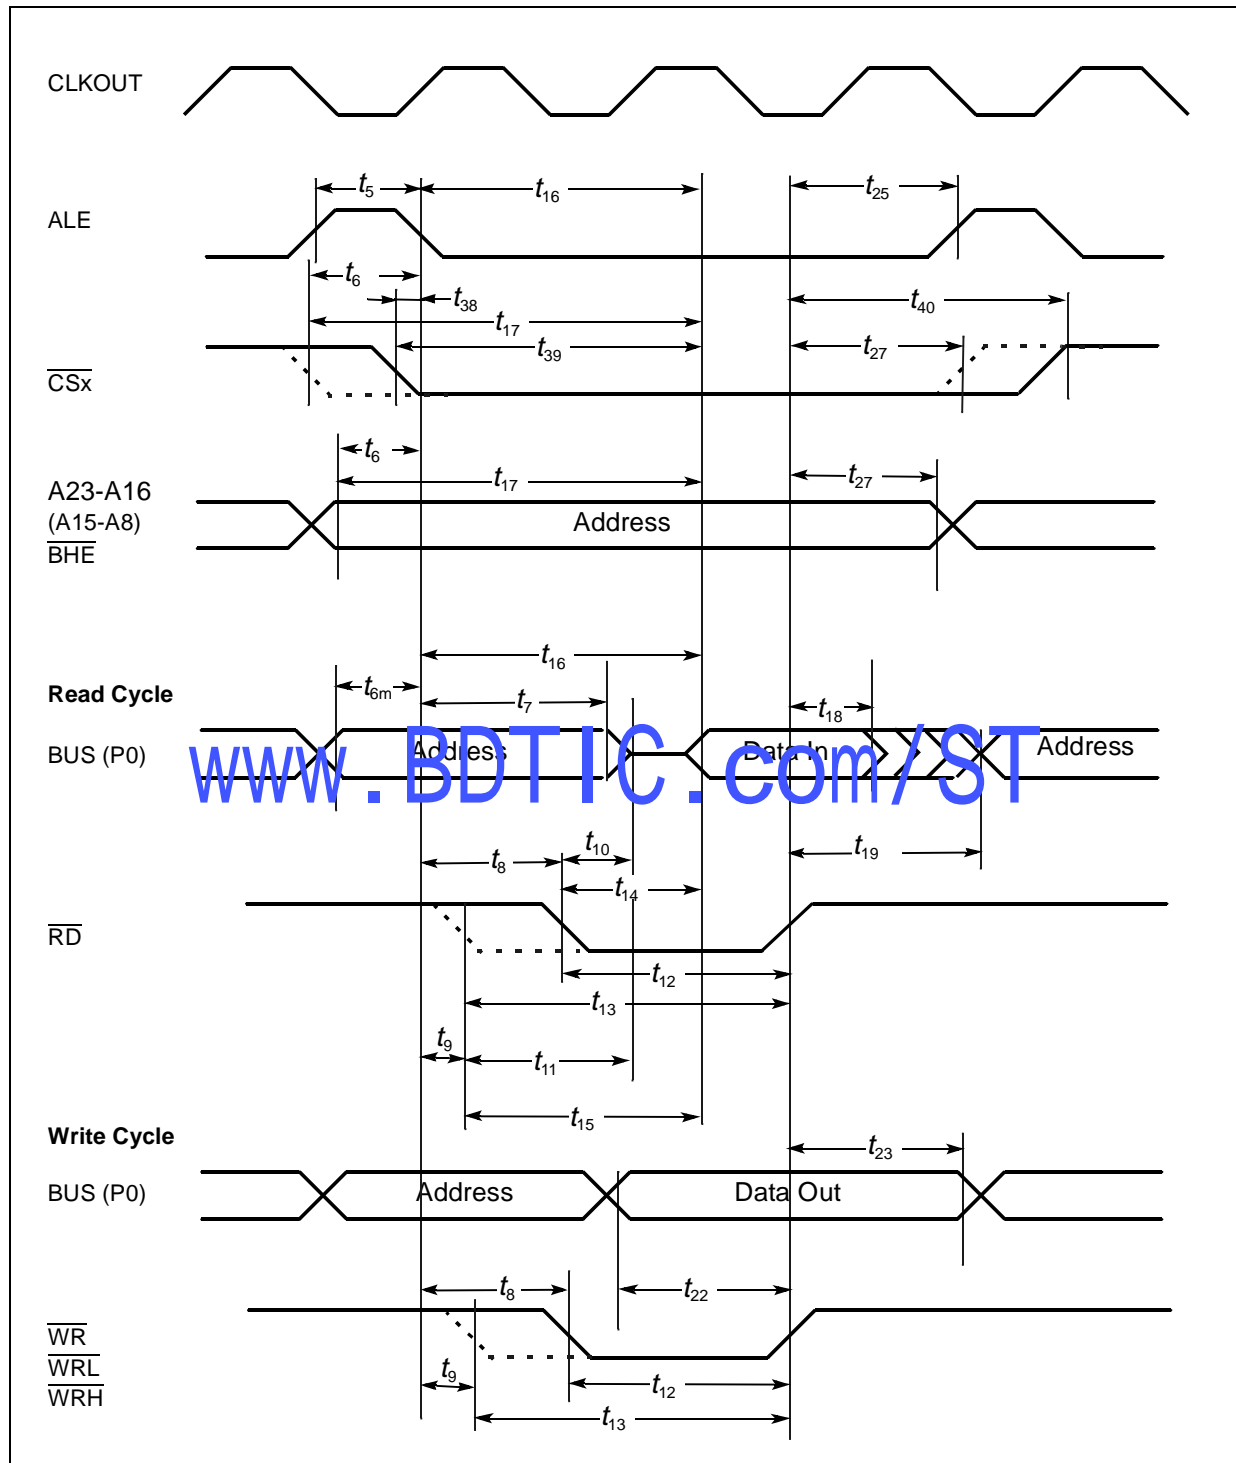 CLKOUT
t5 t16 t25
ALE
t6
t38 t40
t17
t39 t27
CSx
t6
t17 t27
A23-A16
(A15-A8) Address
BHE
t16
Read Cycle t6m t7 t18
BUS (P0) Address Data In Address
www.BDTIC.com/ST
t8 t10 t19
t14
RD
t12
t13
t9 t11
t15
Write Cycle
t23
BUS (P0) Address Data Out
t8 t22
WR
WRL
t9 t12
WRH
t13